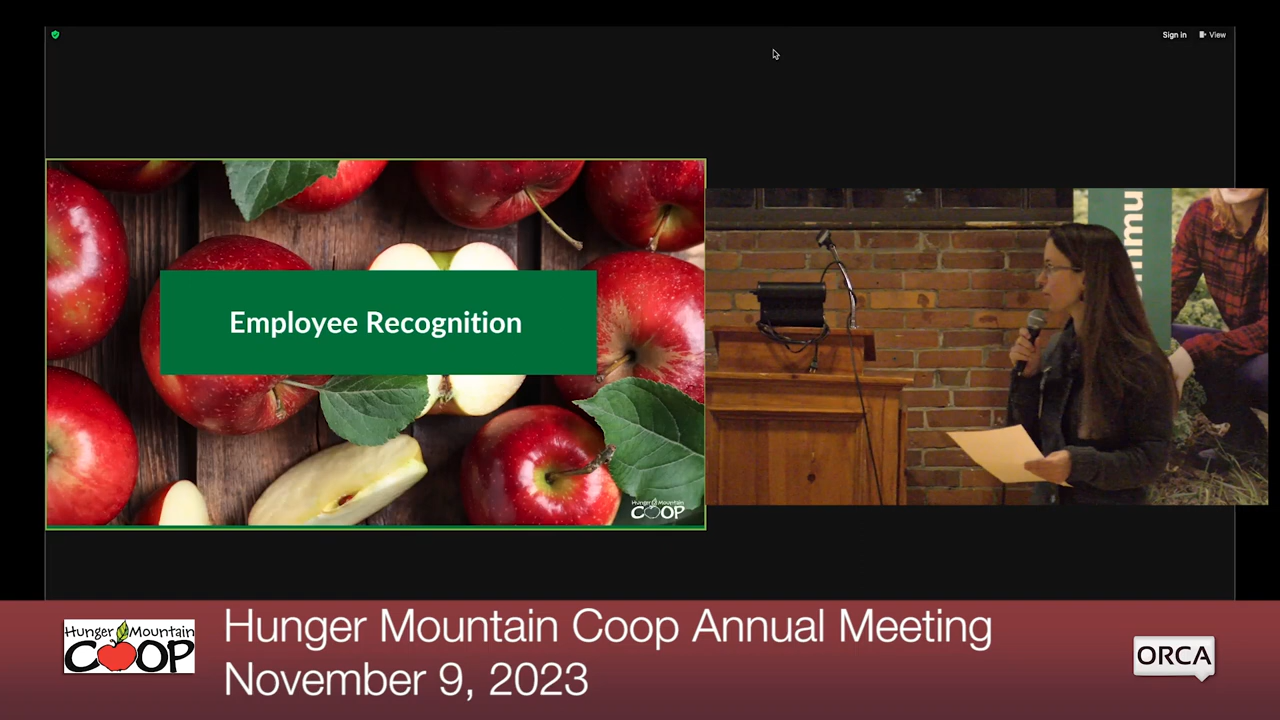 Sign in View
Employee Recognition
Hunger Mountain
COOP
mmu
Hunger Mountain
COOP
Hunger Mountain Coop Annual Meeting
November 9, 2023
ORCA